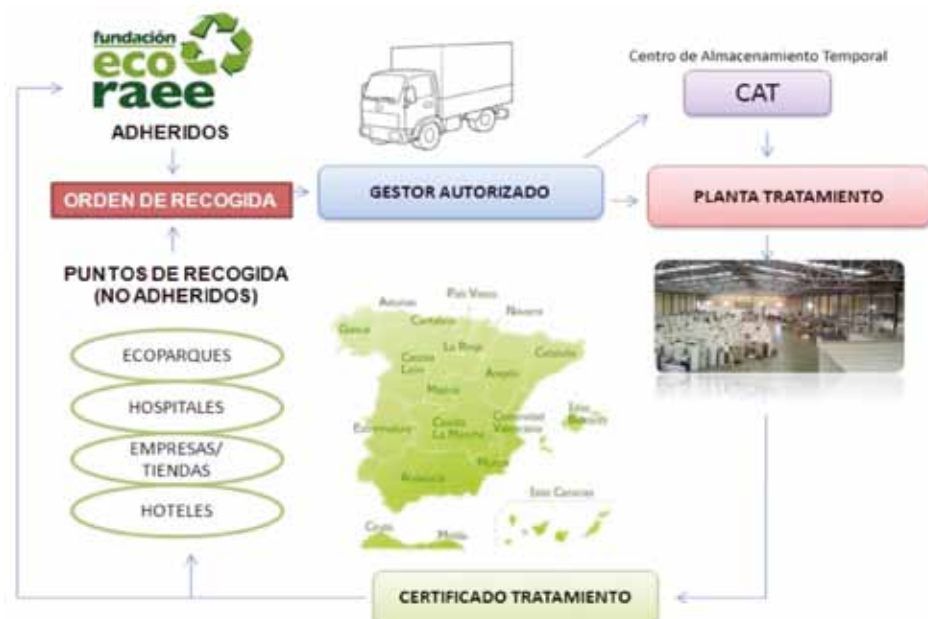 fundación
eco
raee
ADHERIDOS
Centro de Almacenamiento Temporal
CAT
ORDEN DE RECOGIDA
GESTOR AUTORIZADO
PLANTA TRATAMIENTO
PUNTOS DE RECOGIDA
(NO ADHERIDOS)
ECOPARQUES
HOSPITALES
EMPRESAS/
TIENDAS
HOTELES
Asturias
País Vasco
Navarra
Cantabria
Galicia
La Rioja
Cataluña
Castilla
León
Aragón
Madrid
Extremadura
Castilla
La Mancha
Comunidad
Valenciana
Islas
Baleares
Murcia
Andalucía
Islas Canarias
Ceuta
Melilla
CERTIFICADO TRATAMIENTO